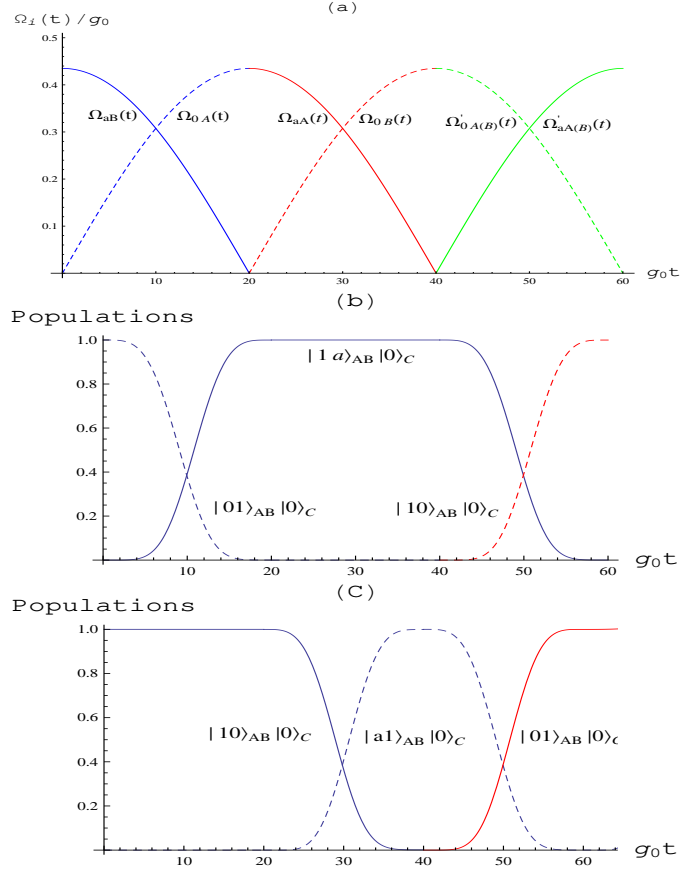 (a)
Ω_i(t)/g_0
0.5
0.4
0.3
0.2
0.1
Ω_aB(t) Ω_0A(t) Ω_aA(t) Ω_0B(t) Ω'_0A(B)(t) Ω'_aA(B)(t)
10 20 30 40 50 60 g_0t
(b)
Populations
1.0
0.8
0.6
0.4
0.2
|1a⟩_AB|0⟩_C
|01⟩_AB|0⟩_C |10⟩_AB|0⟩_C
10 20 30 40 50 60 g_0t
(C)
Populations
1.0
0.8
0.6
0.4
0.2
|10⟩_AB|0⟩_C |a1⟩_AB|0⟩_C |01⟩_AB|0⟩_C
10 20 30 40 50 60 g_0t